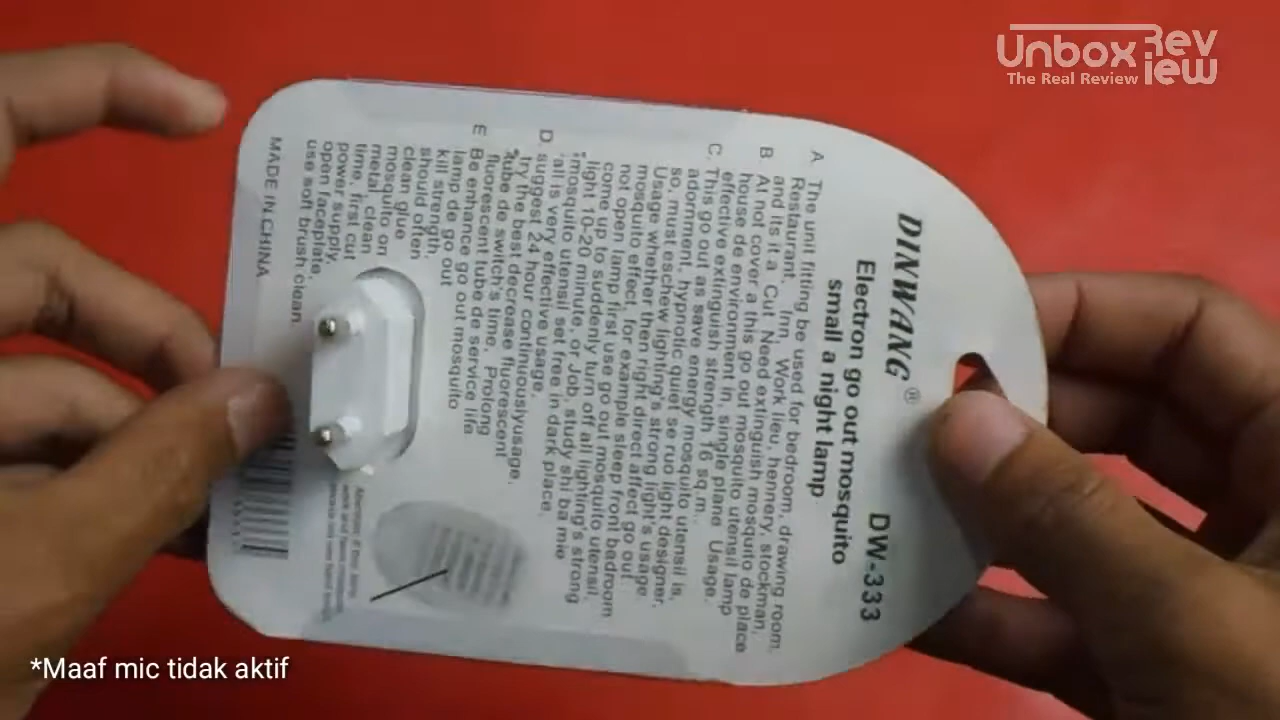 Unbox Review
The Real Review
DINWANG ® DW-333
Electron go out mosquito
small a night lamp
A The unit fitting be used for bedroom, drawing room,
Restaurant, Inn, Work lieu, hennery, stockman,
and its it a Cut Need extinguish mosquito de place
B. At not cover a this go out mosquito utensil lamp
house de environment in, single plane Usage.
effective extinguish strength 16 sq.m.
C. This go out as save energy mosquito utensil is,
adornment, hypnotic quiet se ruo light designer.
so, must eschew lighting's strong light's usage
Usage whether then right direct affect go out
mosquito effect, for example sleep front bedroom
not open lamp first use go out mosquito utensil,
come up to suddenly turn off all lighting's strong
light 10-20 minute, or Job, study shi ba mie
mosquito utensil set free in dark place.
all is very effective usage.
D. suggest 24 hour continuouslyusage.
try the best decrease fluorescent
tube de switch's time, Prolong
fluorescent tube de service life
E Be enhance go out mosquito
lamp de go out
kill strength,
should often
clean glue
mosquito on
metal, clean
time, first cut
power supply,
open faceplate,
use soft brush clean.
MADE IN CHINA
*Maaf mic tidak aktif